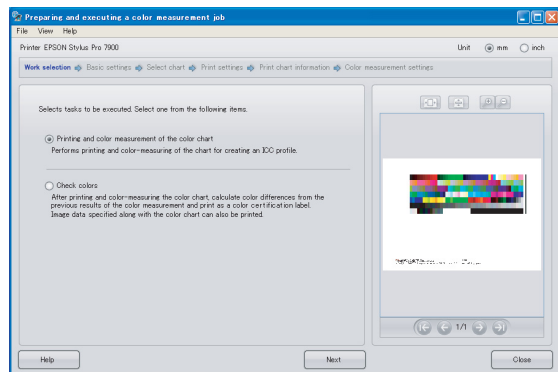 Preparing and executing a color measurement job
File View Help
Printer EPSON Stylus Pro 7900 Unit mm inch
Work selection Basic settings Select chart Print settings Print chart information Color measurement settings
Selects tasks to be executed. Select one from the following items.
Printing and color measurement of the color chart
Performs printing and color-measuring of the chart for creating an ICC profile.
Check colors
After printing and color-measuring the color chart, calculate color differences from the
previous results of the color measurement and print as a color certification label.
Image data specified along with the color chart can also be printed.
1/1
Help Next Close